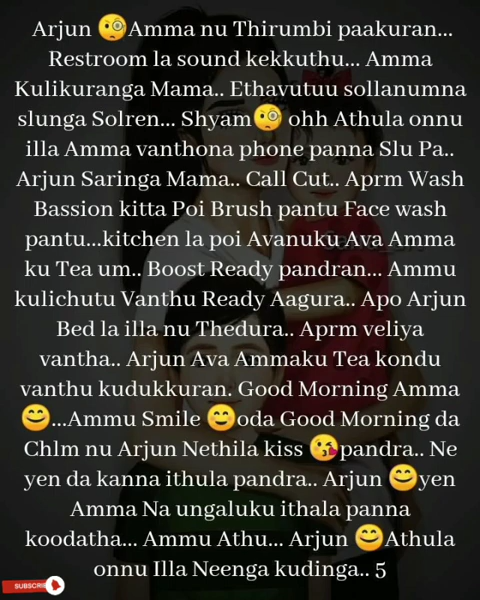 Arjun 🧐Amma nu Thirumbi paakuran...
Restroom la sound kekkuthu... Amma
Kulikuranga Mama.. Ethavutuu sollanumna
slunga Solren... Shyam🧐 ohh Athula onnu
illa Amma vanthona phone panna Slu Pa..
Arjun Saringa Mama.. Call Cut.. Aprm Wash
Bassion kitta Poi Brush pantu Face wash
pantu...kitchen la poi Avanuku Ava Amma
ku Tea um.. Boost Ready pandran... Ammu
kulichutu Vanthu Ready Aagura.. Apo Arjun
Bed la illa nu Thedura.. Aprm veliya
vantha.. Arjun Ava Ammaku Tea kondu
vanthu kudukkuran. Good Morning Amma
😊...Ammu Smile 😊oda Good Morning da
Chlm nu Arjun Nethila kiss 😘pandra.. Ne
yen da kanna ithula pandra.. Arjun 😊yen
Amma Na ungaluku ithala panna
koodatha... Ammu Athu... Arjun 😊Athula
onnu Illa Neenga kudinga.. 5
SUBSCRIBE